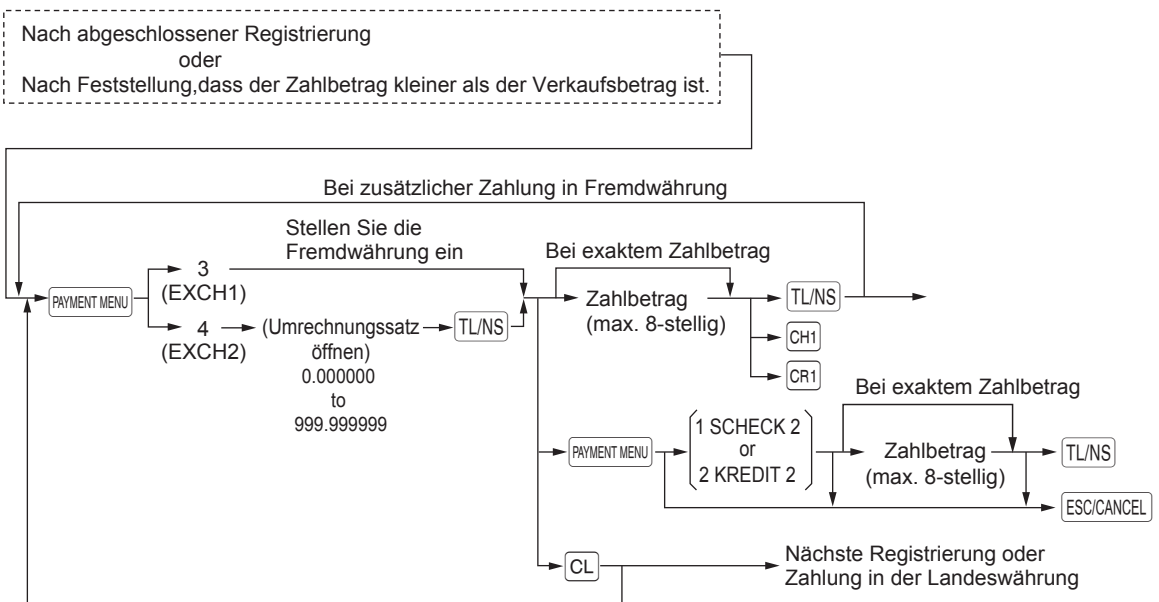 Nach abgeschlossener Registrierung
oder
Nach Feststellung,dass der Zahlbetrag kleiner als der Verkaufsbetrag ist.
Bei zusätzlicher Zahlung in Fremdwährung
Stellen Sie die
Fremdwährung ein
Bei exaktem Zahlbetrag
PAYMENT MENU
3
(EXCH1)
4
(EXCH2)
(Umrechnungssatz
öffnen)
0.000000
to
999.999999
TL/NS
Zahlbetrag
(max. 8-stellig)
TL/NS
CH1
CR1
Bei exaktem Zahlbetrag
PAYMENT MENU
1 SCHECK 2
or
2 KREDIT 2
Zahlbetrag
(max. 8-stellig)
TL/NS
ESC/CANCEL
CL
Nächste Registrierung oder
Zahlung in der Landeswährung